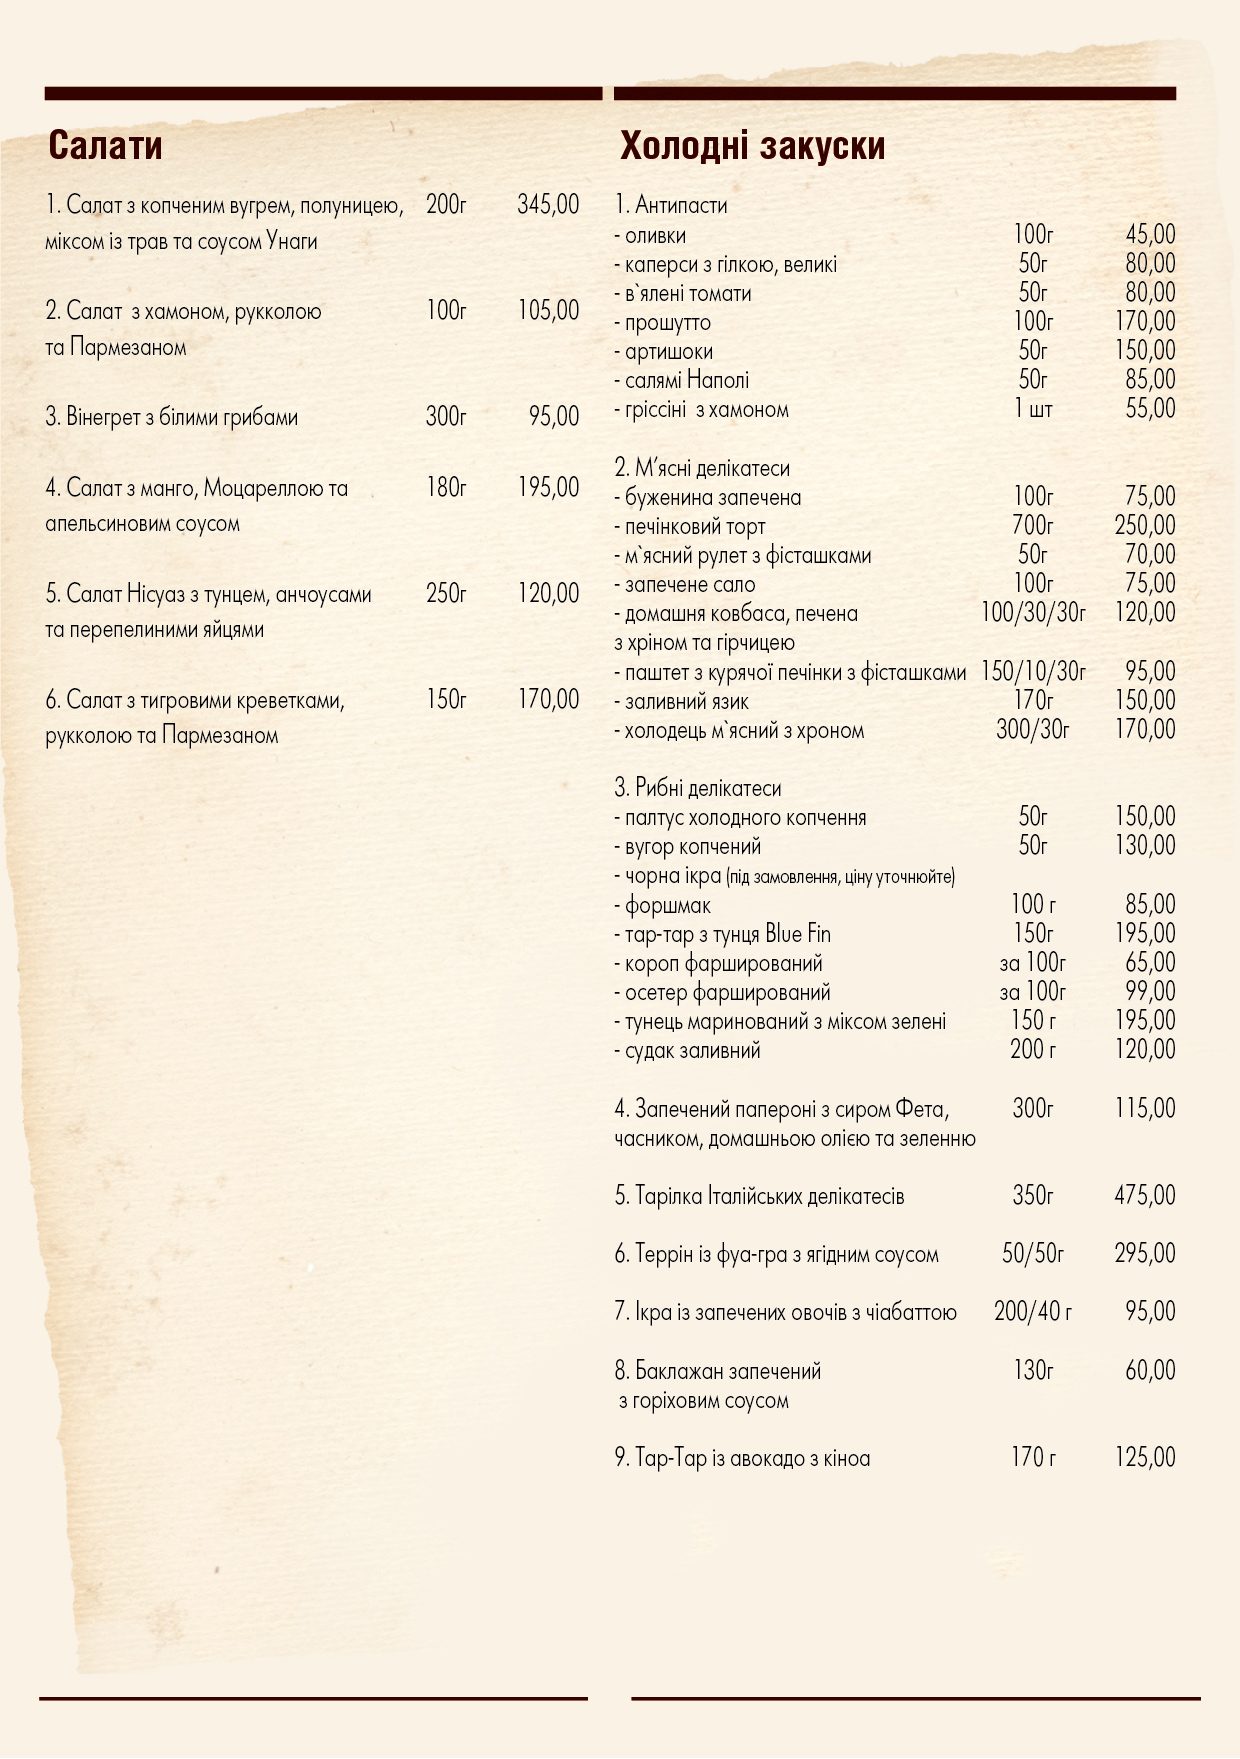 Салати
1. Салат з копченим вугрем, полуницею, 200г 345,00
міксом із трав та соусом Унаги
2. Салат з хамоном, рукколою 100г 105,00
та Пармезаном
3. Вінегрет з білими грибами 300г 95,00
4. Салат з манго, Моцареллою та 180г 195,00
апельсиновим соусом
5. Салат Нісуаз з тунцем, анчоусами 250г 120,00
та перепелиними яйцями
6. Салат з тигровими креветками, 150г 170,00
рукколою та Пармезаном
Холодні закуски
1. Антипасти
- оливки 100г 45,00
- каперси з гілкою, великі 50г 80,00
- в`ялені томати 50г 80,00
- прошутто 100г 170,00
- артишоки 50г 150,00
- салямі Наполі 50г 85,00
- гріссіні з хамоном 1 шт 55,00
2. М’ясні делікатеси
- буженина запечена 100г 75,00
- печінковий торт 700г 250,00
- м`ясний рулет з фісташками 50г 70,00
- запечене сало 100г 75,00
- домашня ковбаса, печена 100/30/30г 120,00
з хріном та гірчицею
- паштет з курячої печінки з фісташками 150/10/30г 95,00
- заливний язик 170г 150,00
- холодець м`ясний з хроном 300/30г 170,00
3. Рибні делікатеси
- палтус холодного копчення 50г 150,00
- вугор копчений 50г 130,00
- чорна ікра (під замовлення, ціну уточнюйте)
- форшмак 100 г 85,00
- тар-тар з тунця Blue Fin 150г 195,00
- короп фарширований за 100г 65,00
- осетер фарширований за 100г 99,00
- тунець маринований з міксом зелені 150 г 195,00
- судак заливний 200 г 120,00
4. Запечений папероні з сиром Фета, 300г 115,00
часником, домашньою олією та зеленню
5. Тарілка Італійських делікатесів 350г 475,00
6. Террін із фуа-гра з ягідним соусом 50/50г 295,00
7. Ікра із запечених овочів з чіабаттою 200/40 г 95,00
8. Баклажан запечений 130г 60,00
з горіховим соусом
9. Тар-Тар із авокадо з кіноа 170 г 125,00